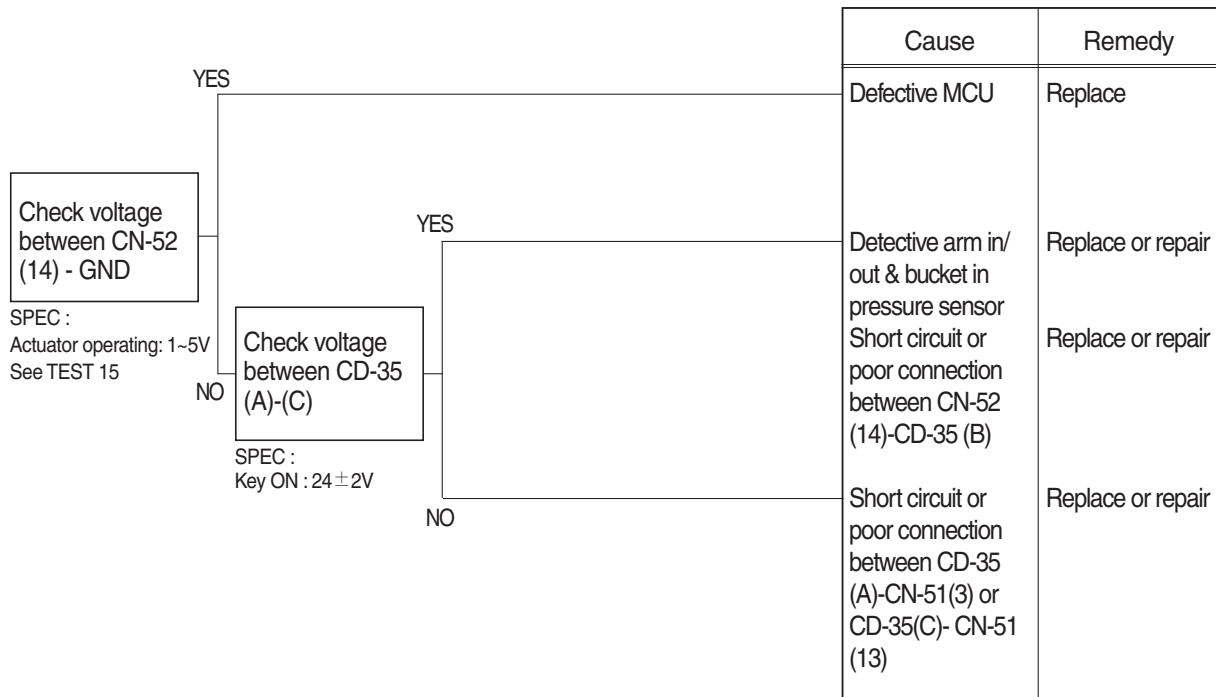 Cause
Remedy
YES
Defective MCU
Replace
Check voltage
between CN-52
(14) - GND
SPEC :
Actuator operating: 1~5V
See TEST 15
NO
Check voltage
between CD-35
(A)-(C)
SPEC :
Key ON : 24±2V
YES
Detective arm in/
out & bucket in
pressure sensor
Replace or repair
Short circuit or
poor connection
between CN-52
(14)-CD-35 (B)
Replace or repair
NO
Short circuit or
poor connection
between CD-35
(A)-CN-51(3) or
CD-35(C)- CN-51
(13)
Replace or repair